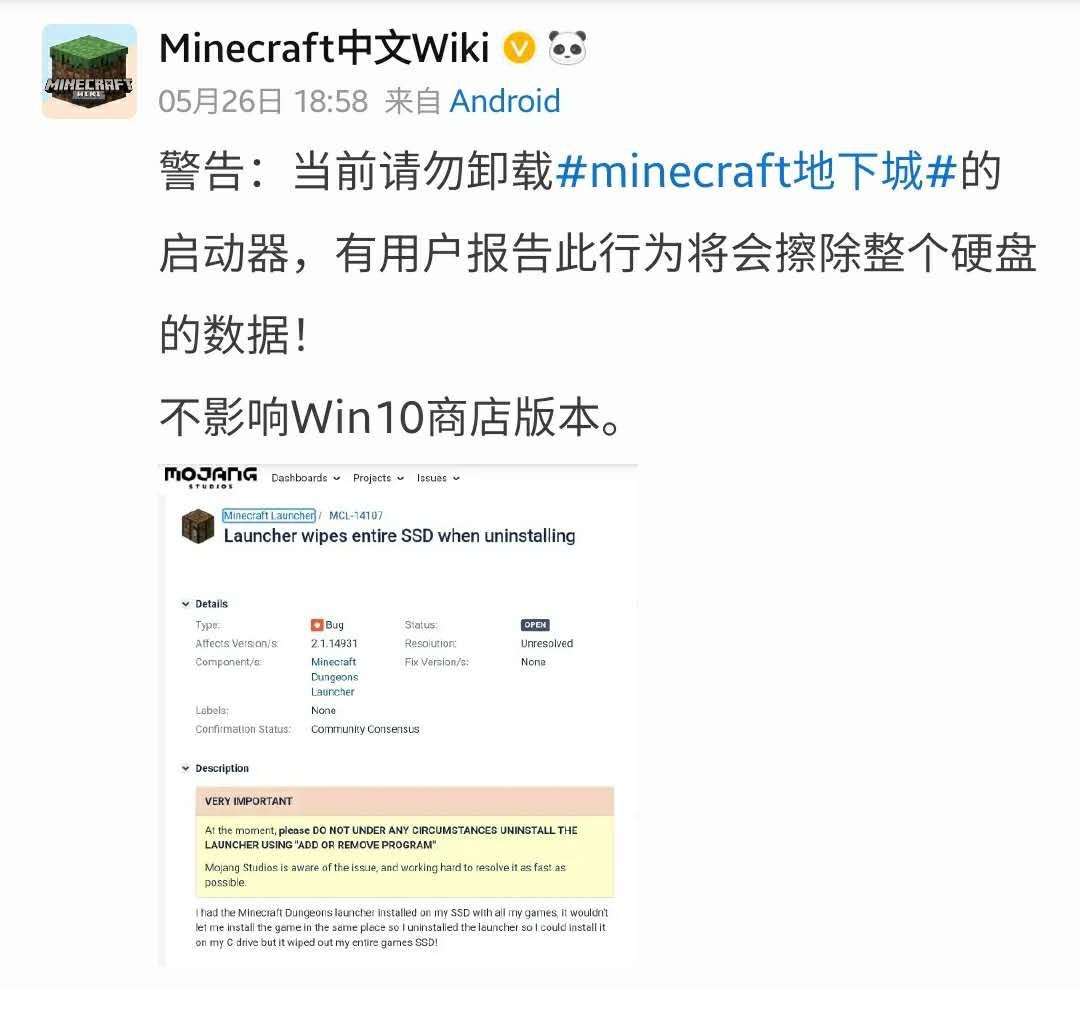 Minecraft中文Wiki
05月26日 18:58 来自 Android
警告：当前请勿卸载#minecraft地下城#的
启动器，有用户报告此行为将会擦除整个硬盘
的数据！
不影响Win10商店版本。
MOJANG STUDIOS Dashboards Projects Issues
Minecraft Launcher / MCL-14107
Launcher wipes entire SSD when uninstalling
Details
Type: Bug Status: OPEN
Affects Version/s: 2.1.14931 Resolution: Unresolved
Component/s: Minecraft Fix Version/s: None
Dungeons
Launcher
Labels: None
Confirmation Status: Community Consensus
Description
VERY IMPORTANT
At the moment, please DO NOT UNDER ANY CIRCUMSTANCES UNINSTALL THE
LAUNCHER USING "ADD OR REMOVE PROGRAM"
Mojang Studios is aware of the issue, and working hard to resolve it as fast as
possible.
I had the Minecraft Dungeons launcher installed on my SSD with all my games, it wouldn't
let me install the game in the same place so I uninstalled the launcher so I could install it
on my C drive but it wiped out my entire games SSD!
MINECRAFT
WIKI